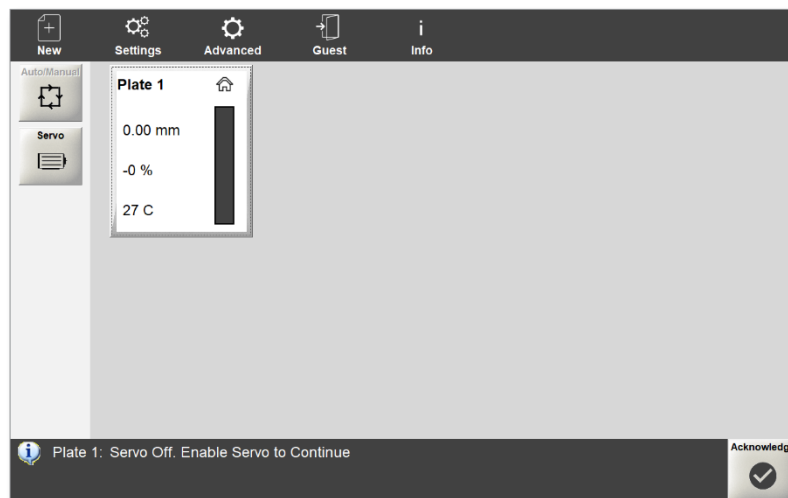 New
Settings
Advanced
Guest
Info
Auto/Manual
Servo
Plate 1
0.00 mm
-0 %
27 C
Plate 1: Servo Off. Enable Servo to Continue
Acknowledg